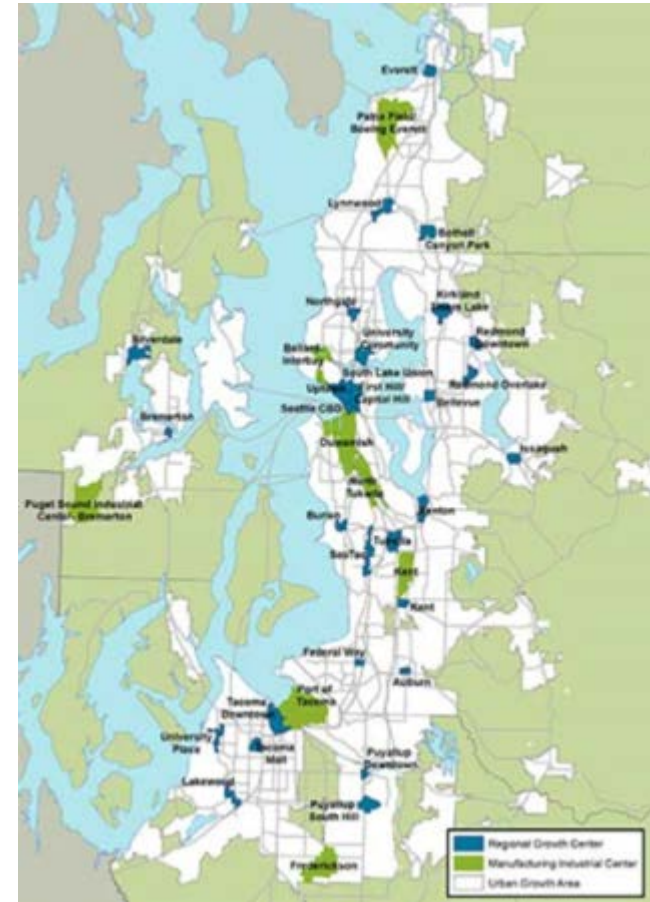 Everett
Paine Field/
Boeing Everett
Lynnwood
Bothell
Canyon Park
Northgate
Kirkland
Totem Lake
University
Community
Redmond
Downtown
Silverdale
Ballard
Interbay
South Lake Union
Redmond Overlake
Uptown
First Hill/
Capital Hill
Bellevue
Seattle CBD
Bremerton
Duwamish
Issaquah
North
Tukwila
Puget Sound Industrial
Center- Bremerton
Renton
Burien
Tukwila
SeaTac
Kent
Kent
Federal Way
Auburn
Port of
Tacoma
Tacoma
Downtown
University
Place
Tacoma
Mall
Puyallup
Downtown
Lakewood
Puyallup
South Hill
Frederickson
Regional Growth Center
Manufacturing Industrial Center
Urban Growth Area